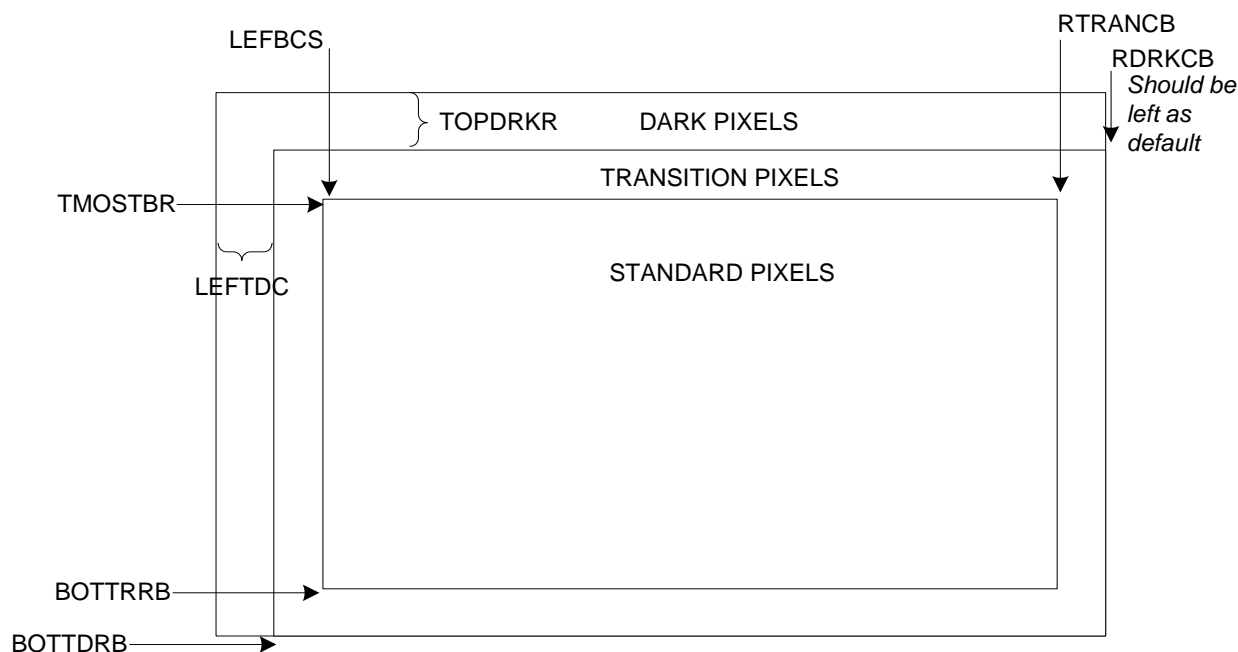 RTRANCB
LEFBCS
RDRKCB
Should be
left as
default
TOPDRKR
DARK PIXELS
TRANSITION PIXELS
TMOSTBR
STANDARD PIXELS
LEFTDC
BOTTRRB
BOTTDRB